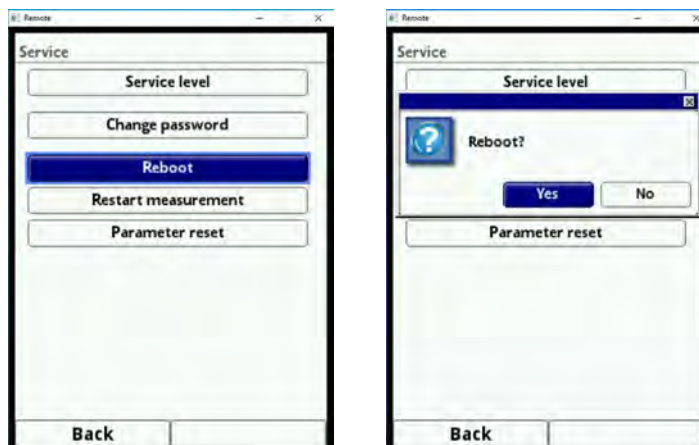 Remote
Service
Service level
Change password
Reboot
Restart measurement
Parameter reset
Back
Remote
Service
Service level
Reboot?
Yes No
Parameter reset
Back